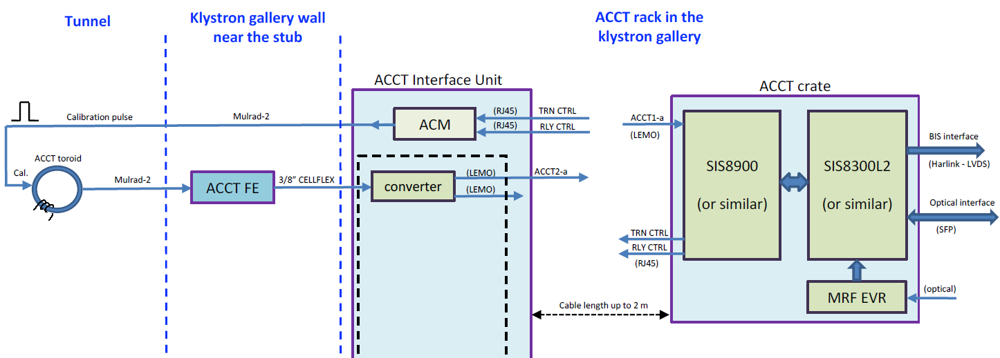 Tunnel
Klystron gallery wall
near the stub
ACCT rack in the
klystron gallery
ACCT Interface Unit
ACCT crate
Calibration pulse
Mulrad-2
ACM
(RJ45)
TRN CTRL
(RJ45)
RLY CTRL
ACCT1-a
(LEMO)
SIS8900
(or similar)
SIS8300L2
(or similar)
BIS interface
(Harlink - LVDS)
ACCT toroid
Cal.
Mulrad-2
ACCT FE
3/8” CELLFLEX
converter
(LEMO)
ACCT2-a
(LEMO)
Optical interface
(SFP)
TRN CTRL
RLY CTRL
(RJ45)
MRF EVR
(optical)
Cable length up to 2 m